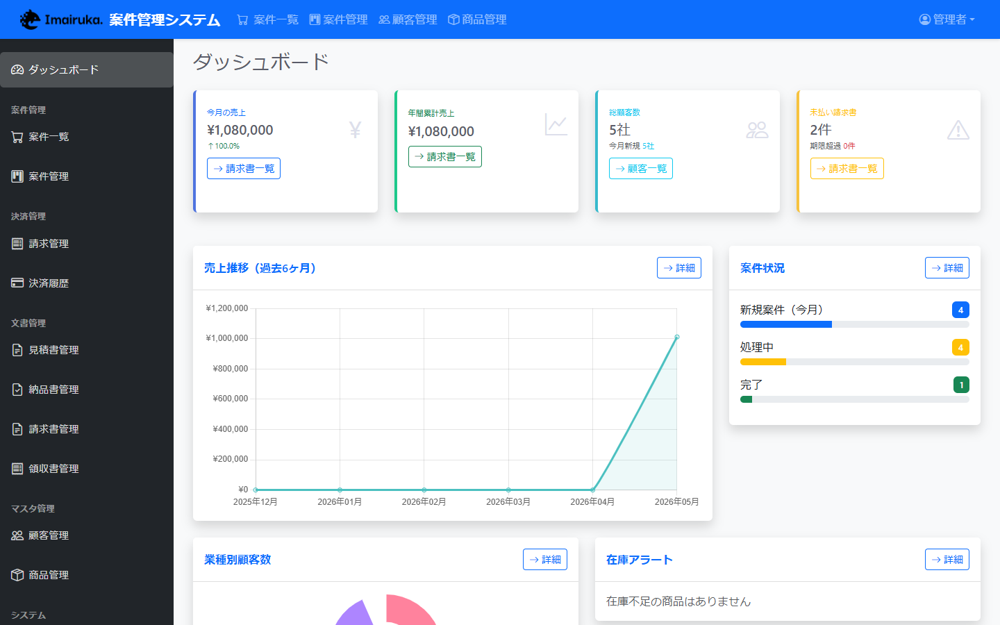 Imairuka. 案件管理システム 案件一覧 案件管理 顧客管理 商品管理 管理者
ダッシュボード
案件管理
案件一覧
案件管理
決済管理
請求管理
決済履歴
文書管理
見積書管理
納品書管理
請求書管理
領収書管理
マスタ管理
顧客管理
商品管理
システム
ダッシュボード
今月の売上
¥1,080,000
↑100.0%
→ 請求書一覧
年間累計売上
¥1,080,000
→ 請求書一覧
総顧客数
5社
今月新規 5社
→ 顧客一覧
未払い請求書
2件
期限超過 0件
→ 請求書一覧
売上推移（過去6ヶ月）
→ 詳細
¥1,200,000
¥1,000,000
¥800,000
¥600,000
¥400,000
¥200,000
¥0
2025年12月 2026年01月 2026年02月 2026年03月 2026年04月 2026年05月
案件状況
→ 詳細
新規案件（今月） 4
処理中 4
完了 1
業種別顧客数
→ 詳細
在庫アラート
→ 詳細
在庫不足の商品はありません